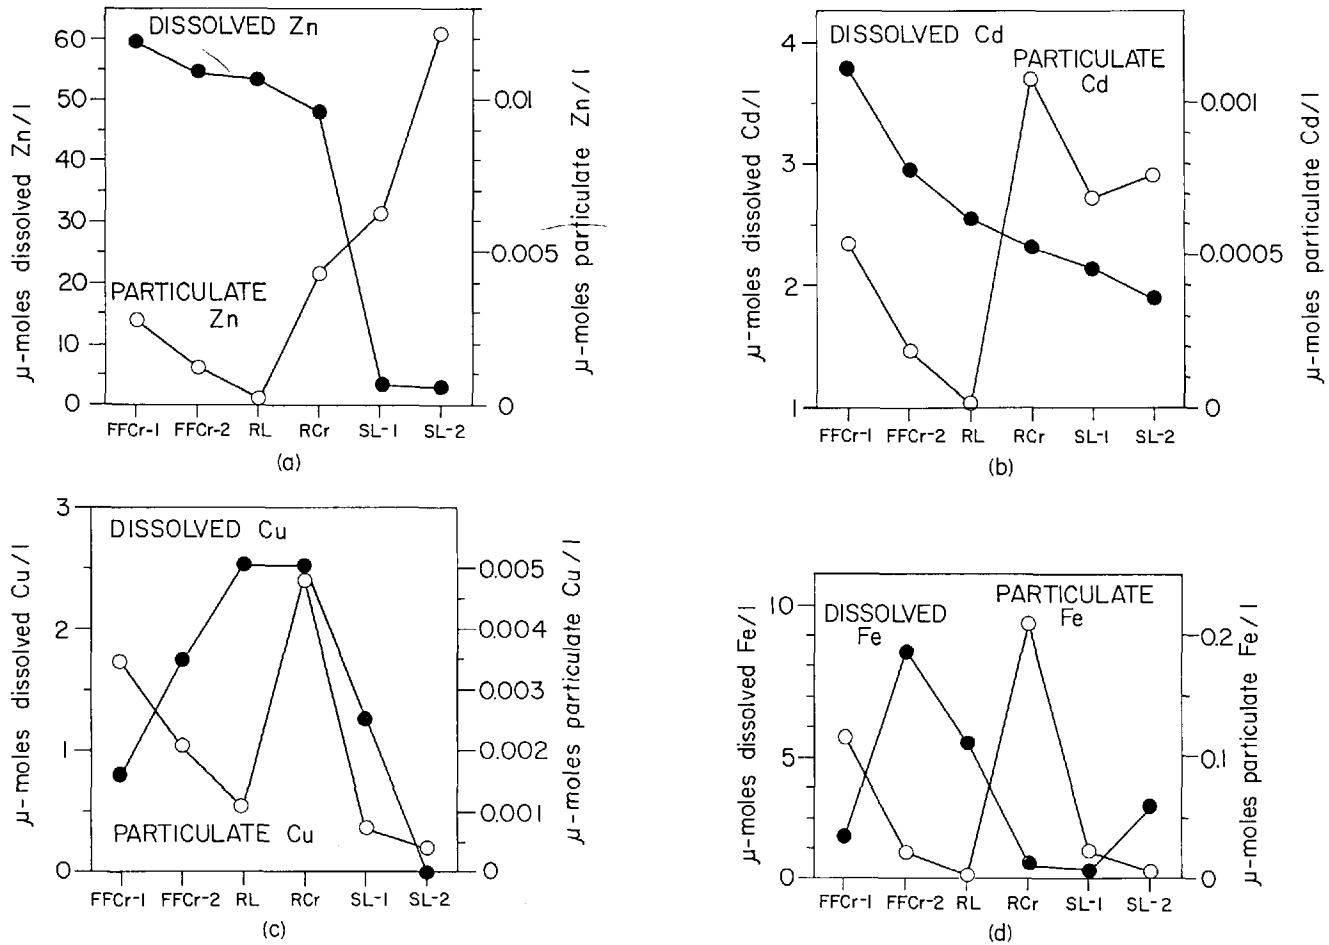 DISSOLVED Zn
60
50
40
30
20
10
0
μ-moles dissolved Zn/l
0.01
0.005
0
μ-moles particulate Zn/l
PARTICULATE
Zn
FFCr-1 FFCr-2 RL RCr SL-1 SL-2
(a)
DISSOLVED Cd
PARTICULATE
Cd
4
3
2
1
μ-moles dissolved Cd/l
0.001
0.0005
0
μ-moles particulate Cd/l
FFCr-1 FFCr-2 RL RCr SL-1 SL-2
(b)
DISSOLVED Cu
3
2
1
0
μ-moles dissolved Cu/l
0.005
0.004
0.003
0.002
0.001
0
μ-moles particulate Cu/l
PARTICULATE Cu
FFCr-1 FFCr-2 RL RCr SL-1 SL-2
(c)
DISSOLVED
Fe
PARTICULATE
Fe
10
5
0
μ-moles dissolved Fe/l
0.2
0.1
0
μ-moles particulate Fe/l
FFCr-1 FFCr-2 RL RCr SL-1 SL-2
(d)